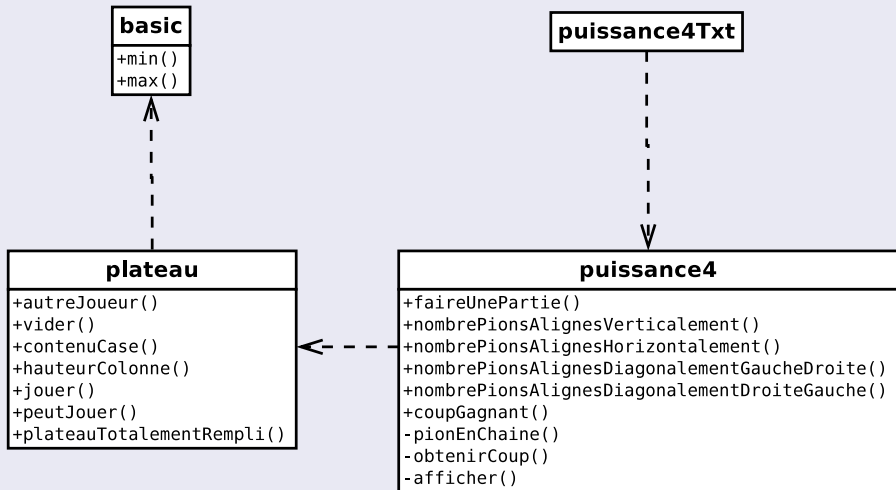 basic
+min()
+max()
puissance4Txt
plateau
+autreJoueur()
+vider()
+contenuCase()
+hauteurColonne()
+jouer()
+peutJouer()
+plateauTotalementRempli()
puissance4
+faireUnePartie()
+nombrePionsAlignesVerticalement()
+nombrePionsAlignesHorizontalement()
+nombrePionsAlignesDiagonalementGaucheDroite()
+nombrePionsAlignesDiagonalementDroiteGauche()
+coupGagnant()
-pionEnChaine()
-obtenirCoup()
-afficher()